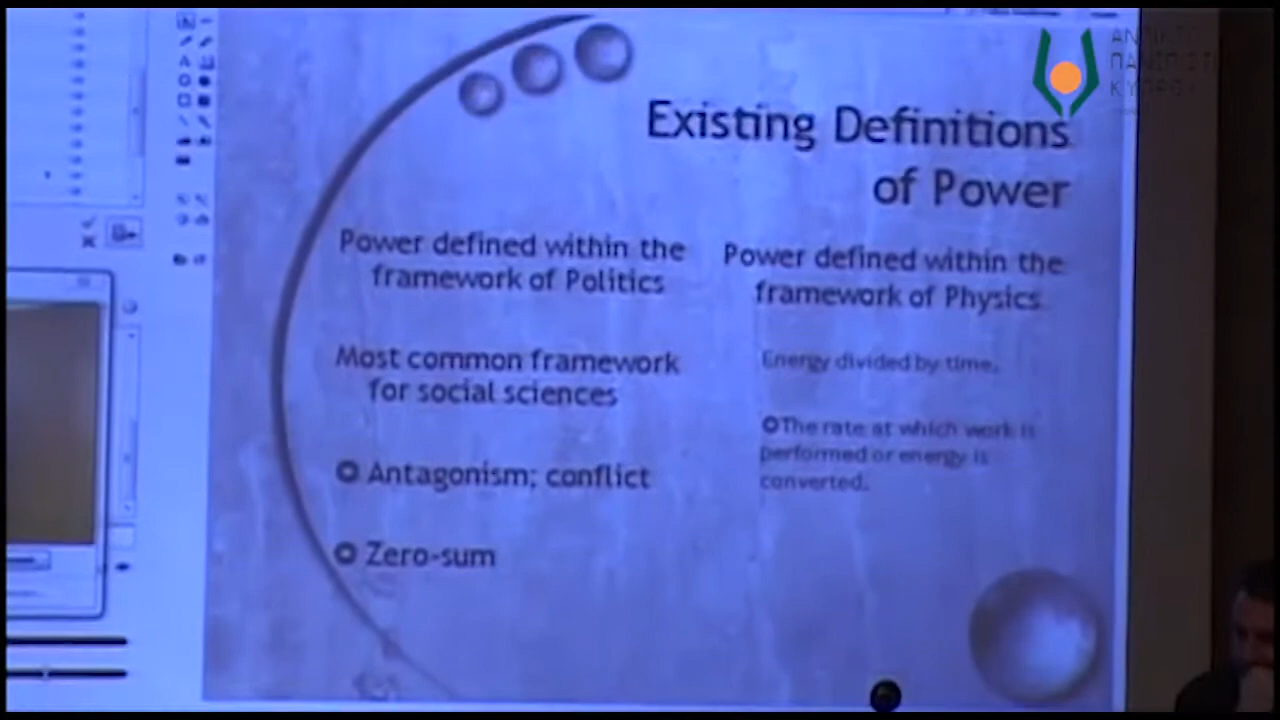 Existing Definitions
of Power
Power defined within the
framework of Politics
Most common framework
for social sciences
Antagonism; conflict
Zero-sum
Power defined within the
framework of Physics
Energy divided by time.
The rate at which work is
performed or energy is
converted.
ΚΥΠΡΟΥ